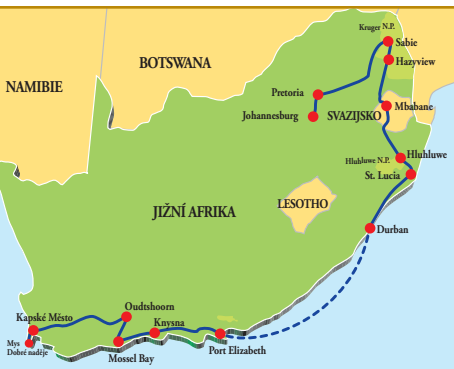 Kruger N.P.
Sabie
BOTSWANA
Hazyview
NAMIBIE
Pretoria
Mbabane
Johannesburg
SVAZIJSKO
Hluhluwe
Hluhluwe N.P.
St. Lucia
LESOTHO
JIŽNÍ AFRIKA
Durban
Oudtshoorn
Kapské Město
Knysna
Mys
Dobré naděje
Port Elizabeth
Mossel Bay